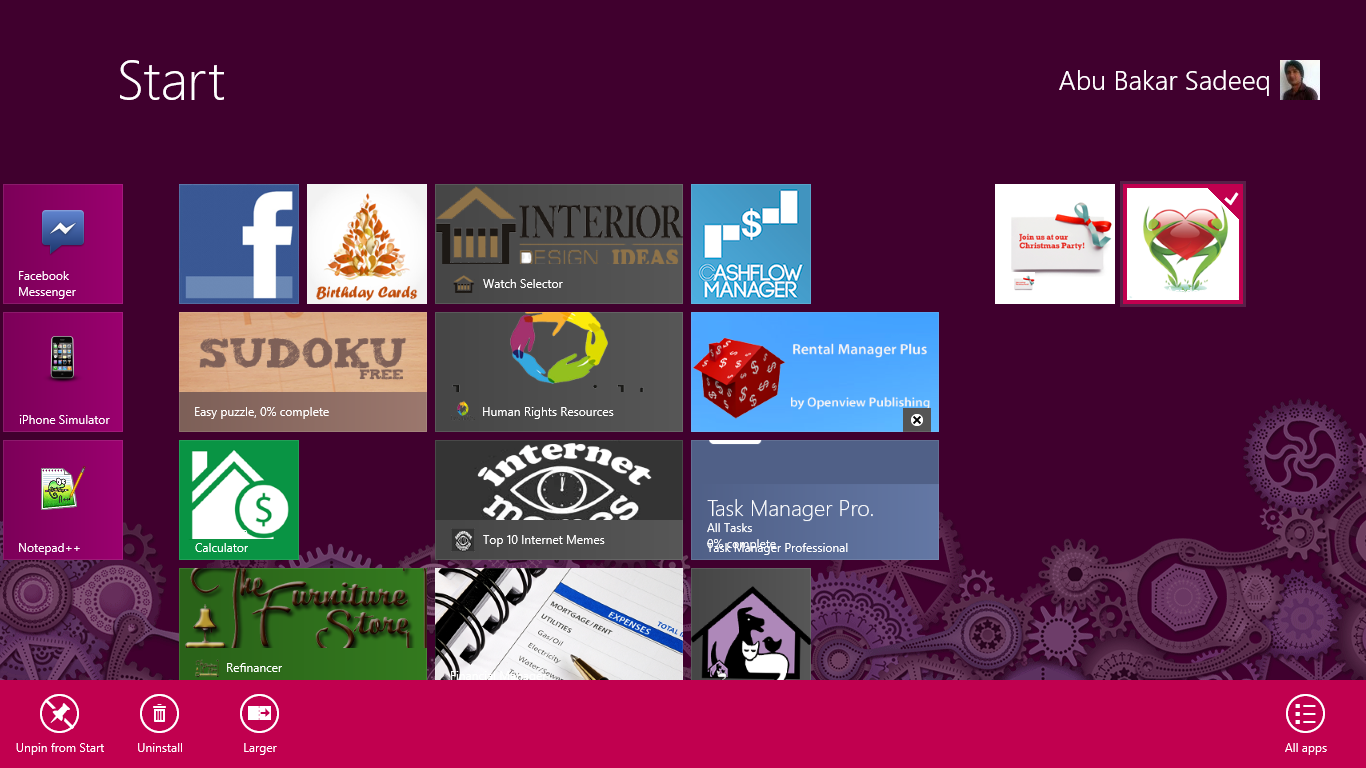 Start
Abu Bakar Sadeeq
Facebook
Messenger
f
Birthday Cards
INTERIOR
DESIGN IDEAS
Watch Selector
$
CASHFLOW
MANAGER
Join us at our
Christmas Party!
iPhone Simulator
SUDOKU
FREE
Easy puzzle, 0% complete
Human Rights Resources
Rental Manager Plus
by Openview Publishing
Notepad++
$
Calculator
internet
memes
Top 10 Internet Memes
Task Manager Pro.
All Tasks
0% complete
Task Manager Professional
The
Furniture
Store
Refinancer
EXPENSES
MORTGAGE/RENT
UTILITIES
Gas/Oil
Electricity
Unpin from Start
Uninstall
Larger
All apps